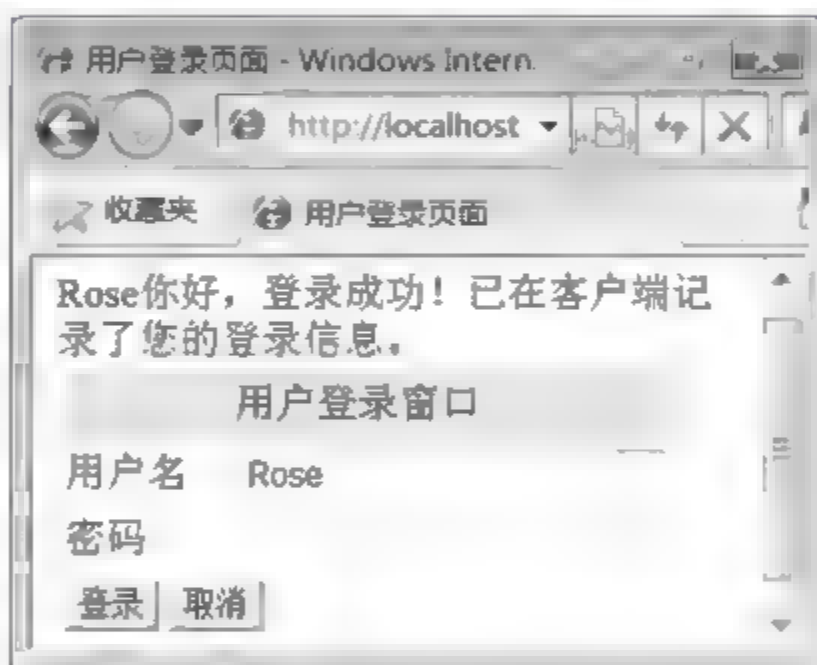 用户登录页面 - Windows Intern
http://localhost
收藏夹 用户登录页面
Rose你好，登录成功！已在客户端记
录了您的登录信息。
用户登录窗口
用户名 Rose
密码
登录 取消